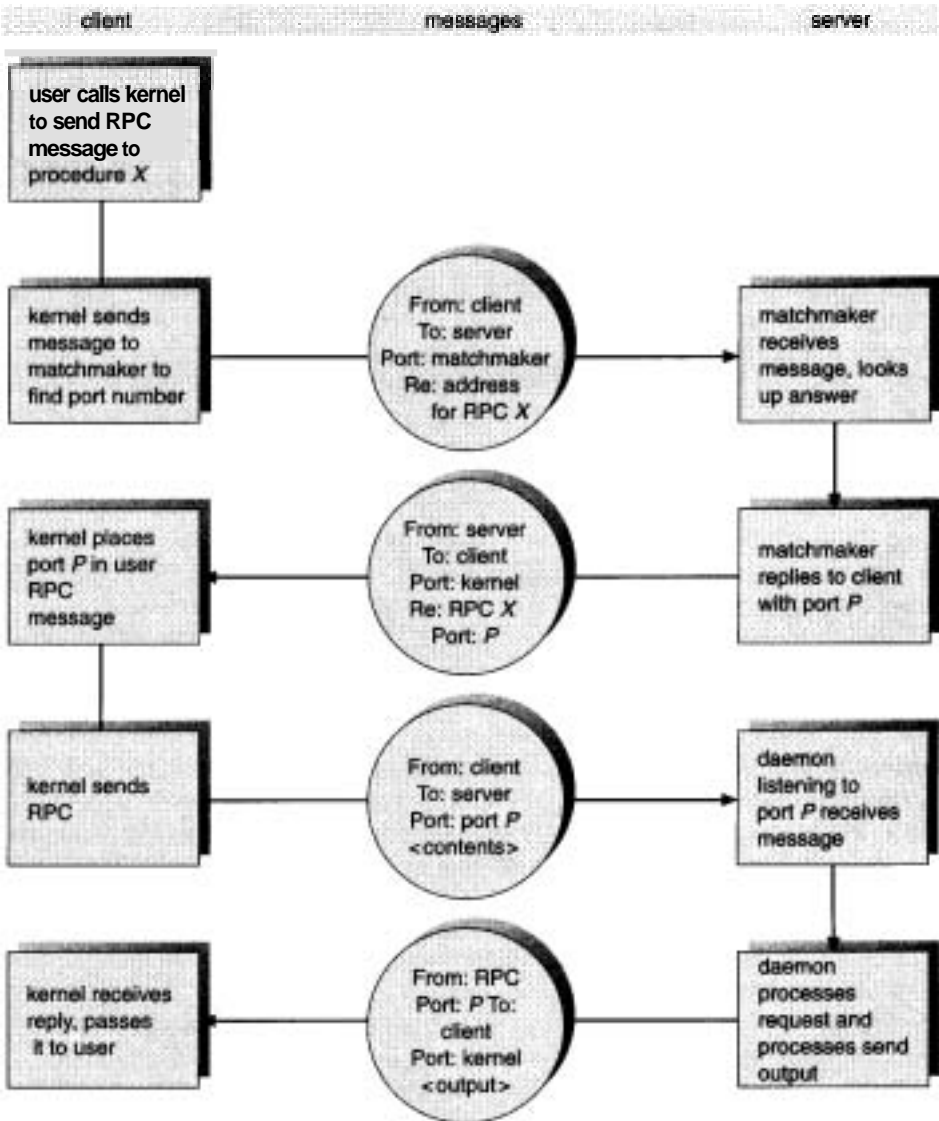 client messages server
user calls kernel
to send RPC
message to
procedure X
kernel sends
message to
matchmaker to
find port number
From: client
To: server
Port: matchmaker
Re: address
for RPC X
matchmaker
receives
message, looks
up answer
kernel places
port P in user
RPC
message
From: server
To: client
Port: kernel
Re: RPC X
Port: P
matchmaker
replies to client
with port P
kernel sends
RPC
From: client
To: server
Port: port P
<contents>
daemon
listening to
port P receives
message
kernel receives
reply, passes
it to user
From: RPC
Port: P To:
client
Port: kernel
<output>
daemon
processes
request and
processes send
output